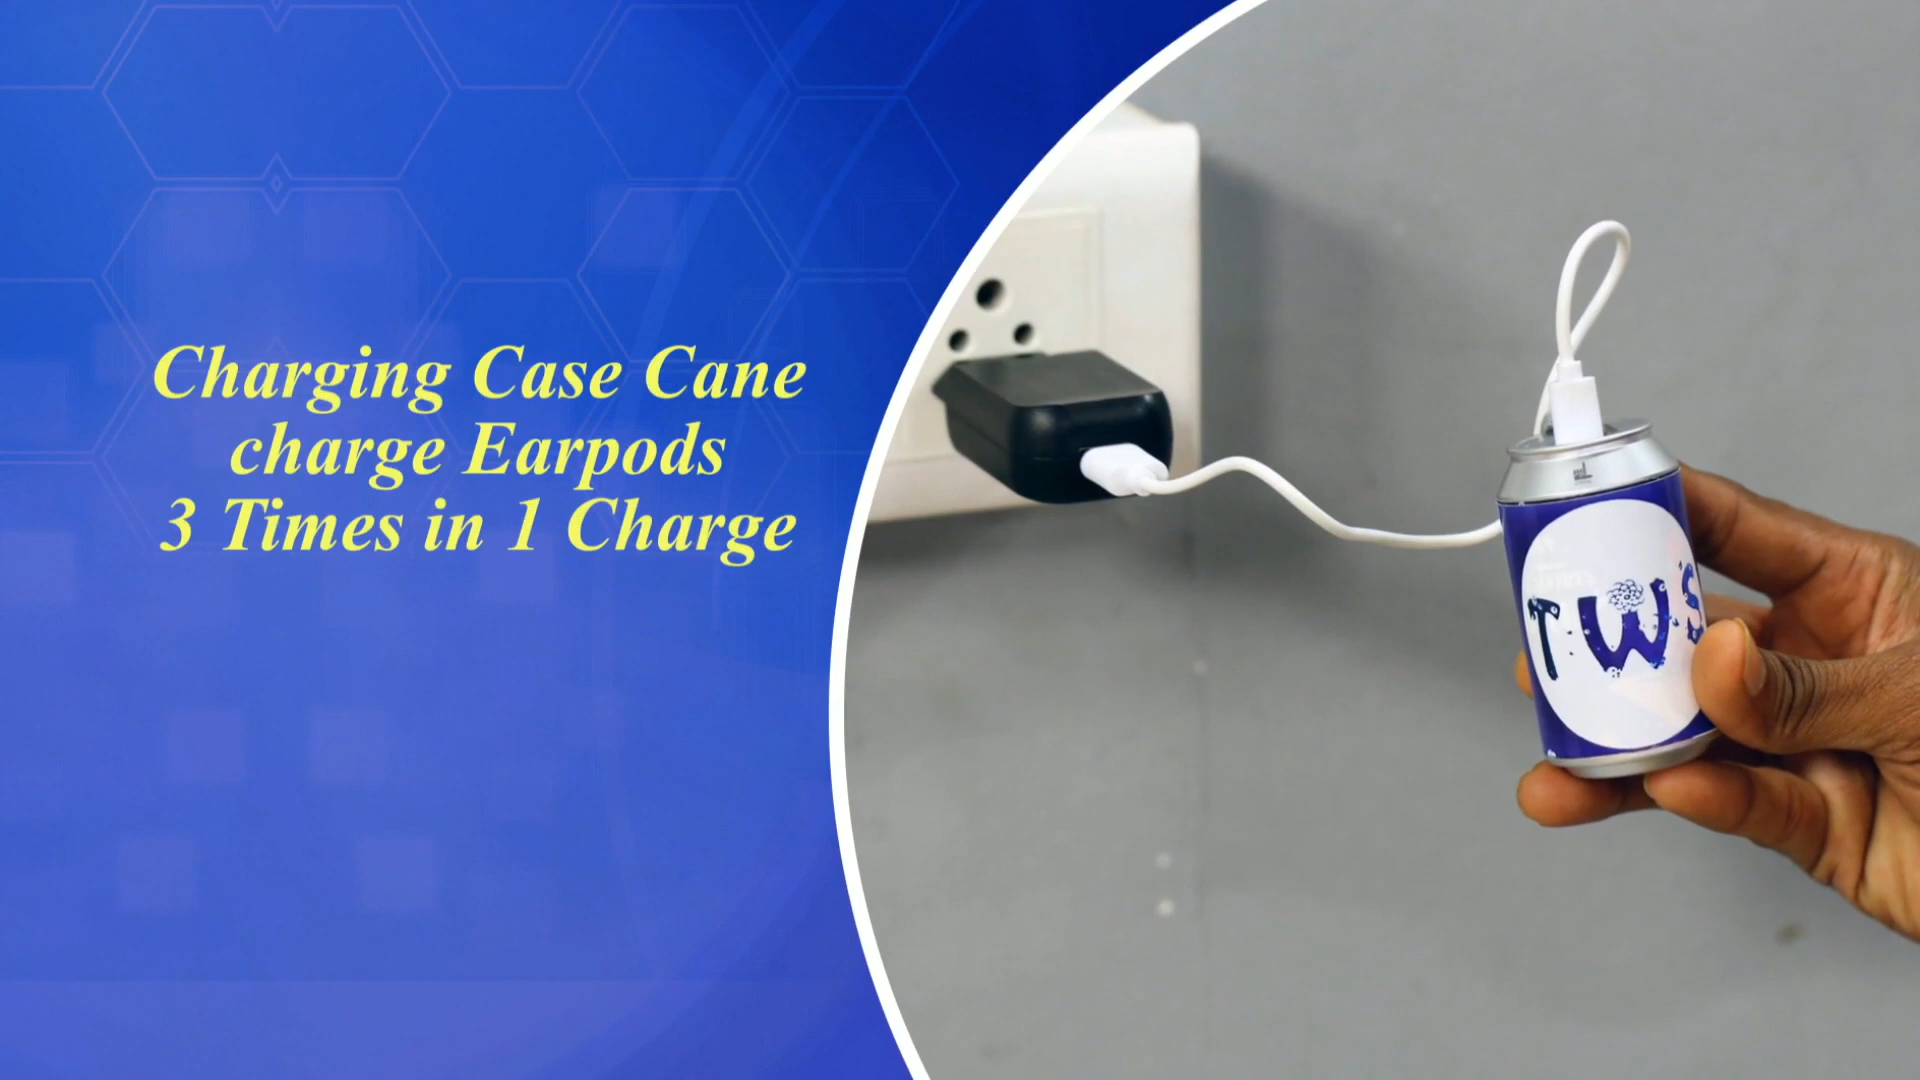 Charging Case Cane
charge Earpods
3 Times in 1 Charge
TWS